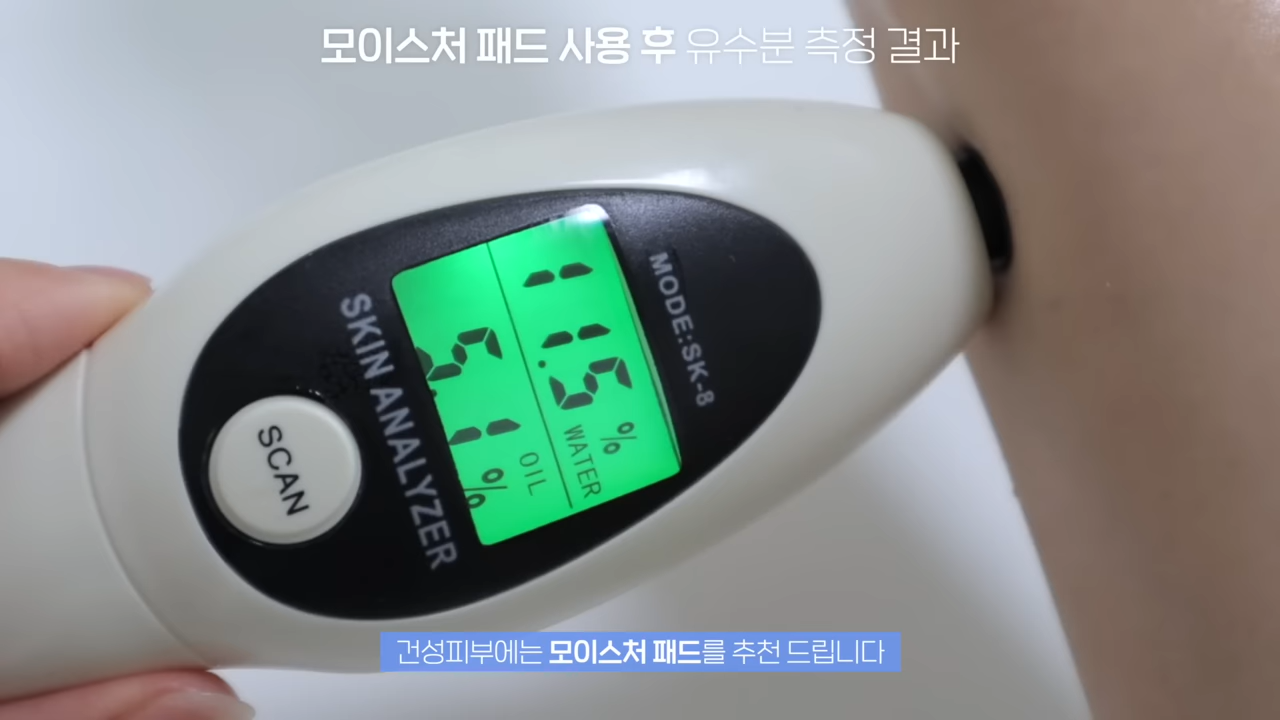 모이스처 패드 사용 후 유수분 측정 결과
MODE:SK-8
11.5 %
WATER
OIL
5.1 %
SKIN ANALYZER
SCAN
건성피부에는 모이스처 패드를 추천 드립니다